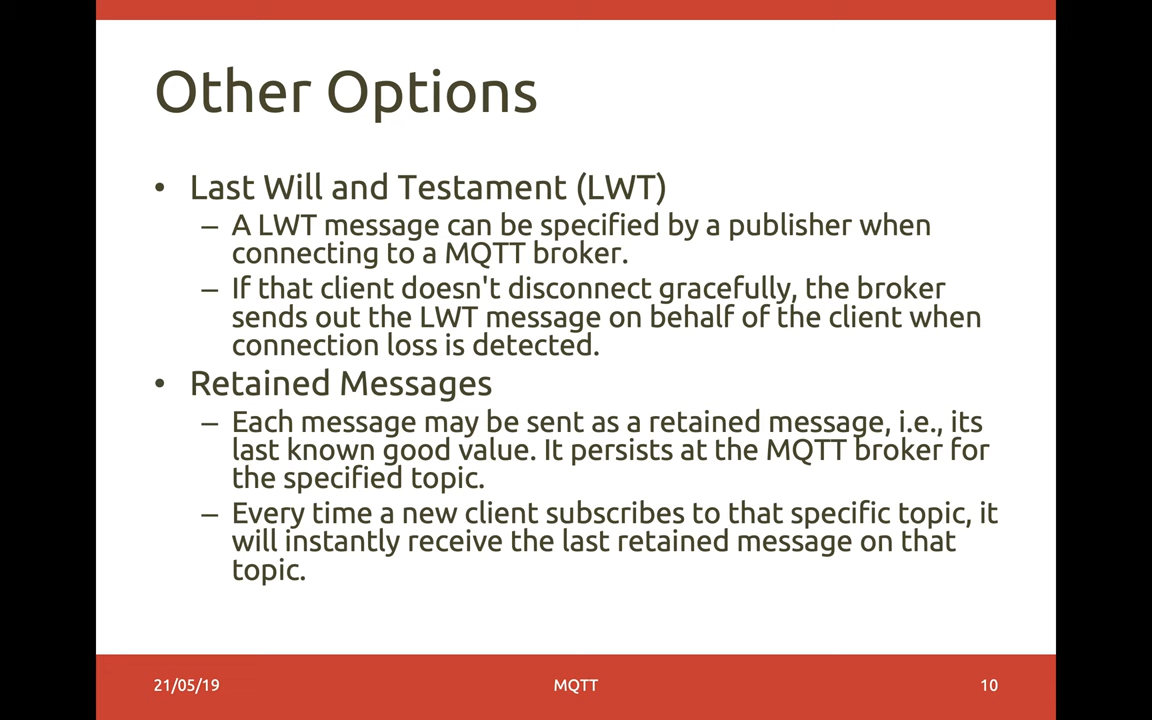 Other Options
• Last Will and Testament (LWT)
– A LWT message can be specified by a publisher when
connecting to a MQTT broker.
– If that client doesn't disconnect gracefully, the broker
sends out the LWT message on behalf of the client when
connection loss is detected.
• Retained Messages
– Each message may be sent as a retained message, i.e., its
last known good value. It persists at the MQTT broker for
the specified topic.
– Every time a new client subscribes to that specific topic, it
will instantly receive the last retained message on that
topic.
21/05/19 MQTT 10